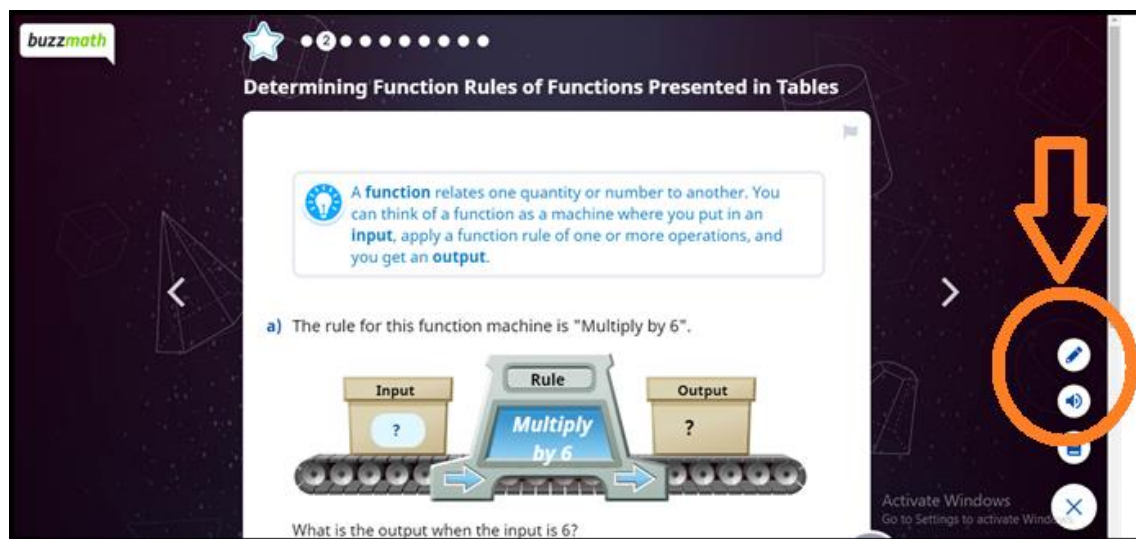 buzzmath
2
Determining Function Rules of Functions Presented in Tables
A function relates one quantity or number to another. You
can think of a function as a machine where you put in an
input, apply a function rule of one or more operations, and
you get an output.
a) The rule for this function machine is "Multiply by 6".
Input
?
Rule
Multiply
by 6
Output
?
What is the output when the input is 6?
Activate Windows
Go to Settings to activate Windo